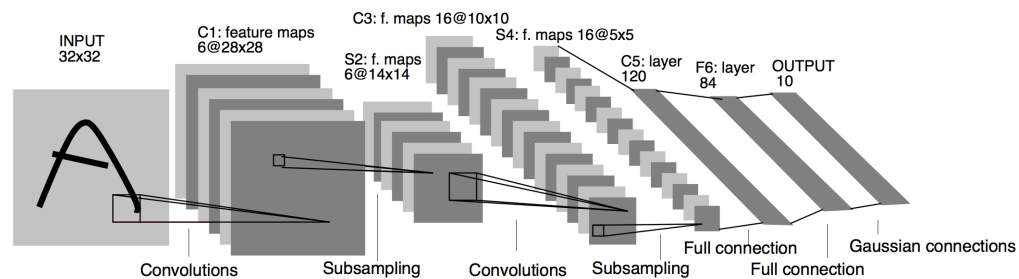 INPUT
32x32
C1: feature maps
6@28x28
S2: f. maps
6@14x14
C3: f. maps 16@10x10
S4: f. maps 16@5x5
C5: layer
120
F6: layer
84
OUTPUT
10
Convolutions
Subsampling
Convolutions
Subsampling
Full connection
Full connection
Gaussian connections